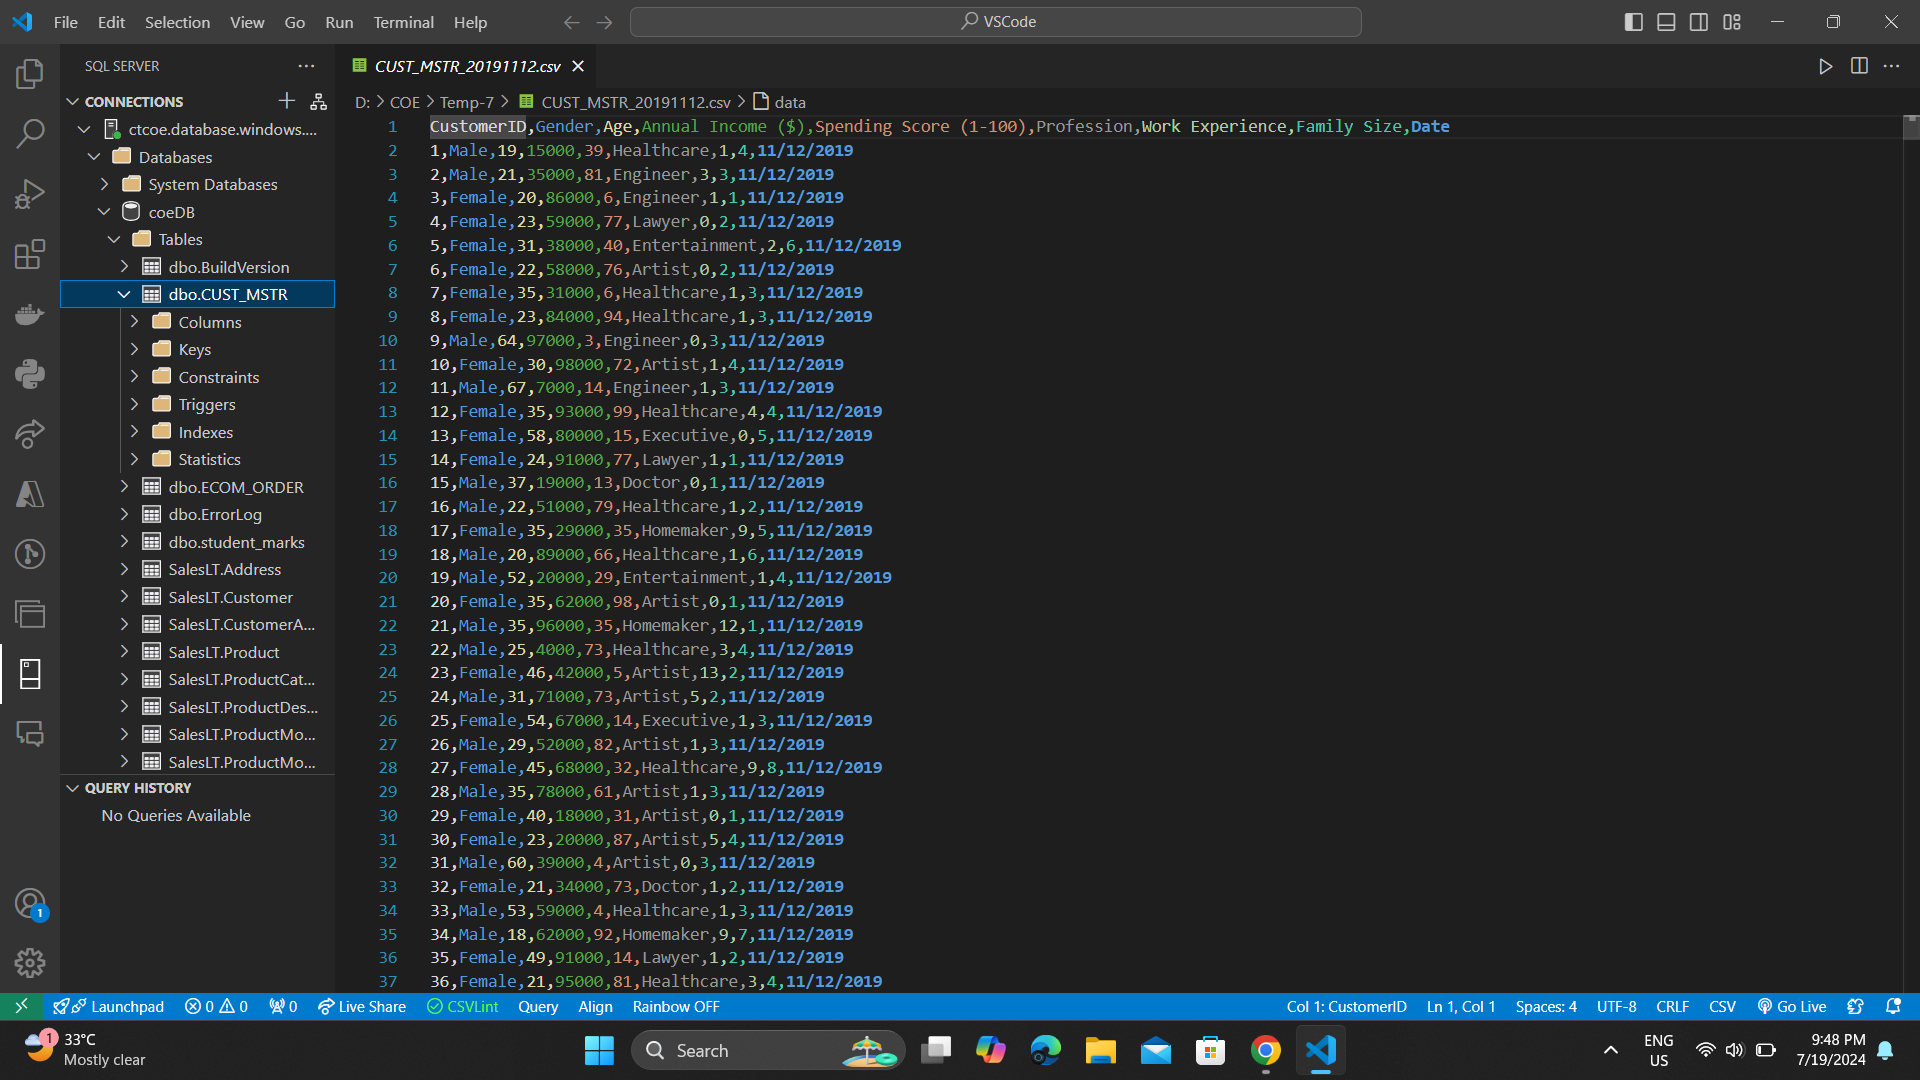 File Edit Selection View Go Run Terminal Help
VSCode
SQL SERVER
CUST_MSTR_20191112.csv
CONNECTIONS
ctcoe.database.windows....
Databases
System Databases
coeDB
Tables
dbo.BuildVersion
dbo.CUST_MSTR
Columns
Keys
Constraints
Triggers
Indexes
Statistics
dbo.ECOM_ORDER
dbo.ErrorLog
dbo.student_marks
SalesLT.Address
SalesLT.Customer
SalesLT.CustomerA...
SalesLT.Product
SalesLT.ProductCat...
SalesLT.ProductDes...
SalesLT.ProductMo...
SalesLT.ProductMo...
QUERY HISTORY
No Queries Available
D: > COE > Temp-7 > CUST_MSTR_20191112.csv > data
1 CustomerID,Gender,Age,Annual Income ($),Spending Score (1-100),Profession,Work Experience,Family Size,Date
2 1,Male,19,15000,39,Healthcare,1,4,11/12/2019
3 2,Male,21,35000,81,Engineer,3,3,11/12/2019
4 3,Female,20,86000,6,Engineer,1,1,11/12/2019
5 4,Female,23,59000,77,Lawyer,0,2,11/12/2019
6 5,Female,31,38000,40,Entertainment,2,6,11/12/2019
7 6,Female,22,58000,76,Artist,0,2,11/12/2019
8 7,Female,35,31000,6,Healthcare,1,3,11/12/2019
9 8,Female,23,84000,94,Healthcare,1,3,11/12/2019
10 9,Male,64,97000,3,Engineer,0,3,11/12/2019
11 10,Female,30,98000,72,Artist,1,4,11/12/2019
12 11,Male,67,7000,14,Engineer,1,3,11/12/2019
13 12,Female,35,93000,99,Healthcare,4,4,11/12/2019
14 13,Female,58,80000,15,Executive,0,5,11/12/2019
15 14,Female,24,91000,77,Lawyer,1,1,11/12/2019
16 15,Male,37,19000,13,Doctor,0,1,11/12/2019
17 16,Male,22,51000,79,Healthcare,1,2,11/12/2019
18 17,Female,35,29000,35,Homemaker,9,5,11/12/2019
19 18,Male,20,89000,66,Healthcare,1,6,11/12/2019
20 19,Male,52,20000,29,Entertainment,1,4,11/12/2019
21 20,Female,35,62000,98,Artist,0,1,11/12/2019
22 21,Male,35,96000,35,Homemaker,12,1,11/12/2019
23 22,Male,25,4000,73,Healthcare,3,4,11/12/2019
24 23,Female,46,42000,5,Artist,13,2,11/12/2019
25 24,Male,31,71000,73,Artist,5,2,11/12/2019
26 25,Female,54,67000,14,Executive,1,3,11/12/2019
27 26,Male,29,52000,82,Artist,1,3,11/12/2019
28 27,Female,45,68000,32,Healthcare,9,8,11/12/2019
29 28,Male,35,78000,61,Artist,1,3,11/12/2019
30 29,Female,40,18000,31,Artist,0,1,11/12/2019
31 30,Female,23,20000,87,Artist,5,4,11/12/2019
32 31,Male,60,39000,4,Artist,0,3,11/12/2019
33 32,Female,21,34000,73,Doctor,1,2,11/12/2019
34 33,Male,53,59000,4,Healthcare,1,3,11/12/2019
35 34,Male,18,62000,92,Homemaker,9,7,11/12/2019
36 35,Female,49,91000,14,Lawyer,1,2,11/12/2019
37 36,Female,21,95000,81,Healthcare,3,4,11/12/2019
1
Launchpad 0 0 0 Live Share CSVLint Query Align Rainbow OFF Col 1: CustomerID Ln 1, Col 1 Spaces: 4 UTF-8 CRLF CSV Go Live
1
33°C
Mostly clear
Search
ENG
US
9:48 PM
7/19/2024